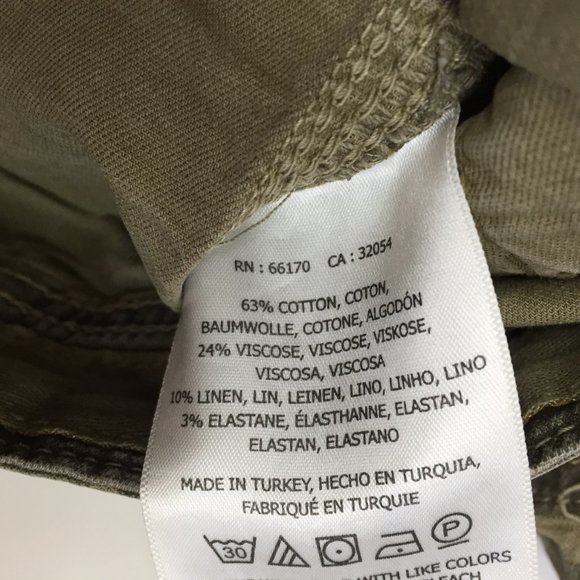 RN : 66170 CA : 32054
63% COTTON, COTON,
BAUMWOLLE, COTONE, ALGODÓN
24% VISCOSE, VISCOSE, VISKOSE,
VISCOSA, VISCOSA
10% LINEN, LIN, LEINEN, LINO, LINHO, LINO
3% ELASTANE, ÉLASTHANNE, ELASTAN,
ELASTAN, ELASTANO
MADE IN TURKEY, HECHO EN TURQUIA,
FABRIQUÉ EN TURQUIE
30 P
WITH LIKE COLORS